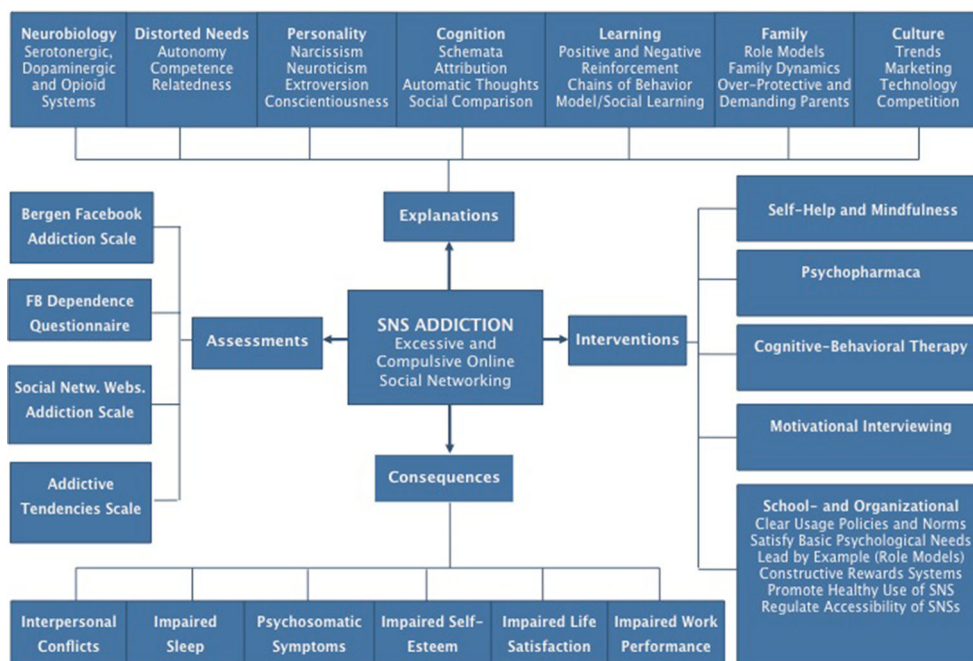 Neurobiology
Serotonergic,
Dopaminergic
and Opioid
Systems
Distorted Needs
Autonomy
Competence
Relatedness
Personality
Narcissism
Neuroticism
Extroversion
Conscientiousness
Cognition
Schemata
Attribution
Automatic Thoughts
Social Comparison
Learning
Positive and Negative
Reinforcement
Chains of Behavior
Model/Social Learning
Family
Role Models
Family Dynamics
Over-Protective and
Demanding Parents
Culture
Trends
Marketing
Technology
Competition
Explanations
Bergen Facebook
Addiction Scale
FB Dependence
Questionnaire
Social Netw. Webs.
Addiction Scale
Addictive
Tendencies Scale
Assessments
SNS ADDICTION
Excessive and
Compulsive Online
Social Networking
Interventions
Self-Help and Mindfulness
Psychopharmaca
Cognitive-Behavioral Therapy
Motivational Interviewing
School- and Organizational
Clear Usage Policies and Norms
Satisfy Basic Psychological Needs
Lead by Example (Role Models)
Constructive Rewards Systems
Promote Healthy Use of SNS
Regulate Accessibility of SNSs
Consequences
Interpersonal
Conflicts
Impaired
Sleep
Psychosomatic
Symptoms
Impaired Self-
Esteem
Impaired Life
Satisfaction
Impaired Work
Performance